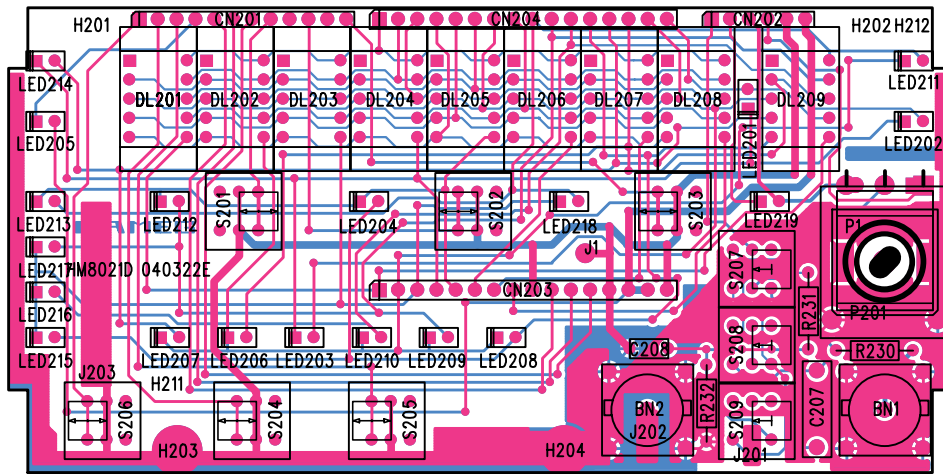 H201 CN201 CN204 CN202 H202 H212
LED214 LED211
DL201 DL202 DL203 DL204 DL205 DL206 DL207 DL208 DL209
LED205 LED201 LED202
S201 S202 S203
LED213 LED212 LED204 LED218 LED219 P1
J1
LED217 HM8021D 040322E S207
LED216 CN203 R231 P201
LED215 LED207 LED206 LED203 LED210 LED209 LED208 C208 S208 R230
J203 H211
S206 S204 S205 BN2 R232 S209 C207 BN1
J202
H203 H204 J201